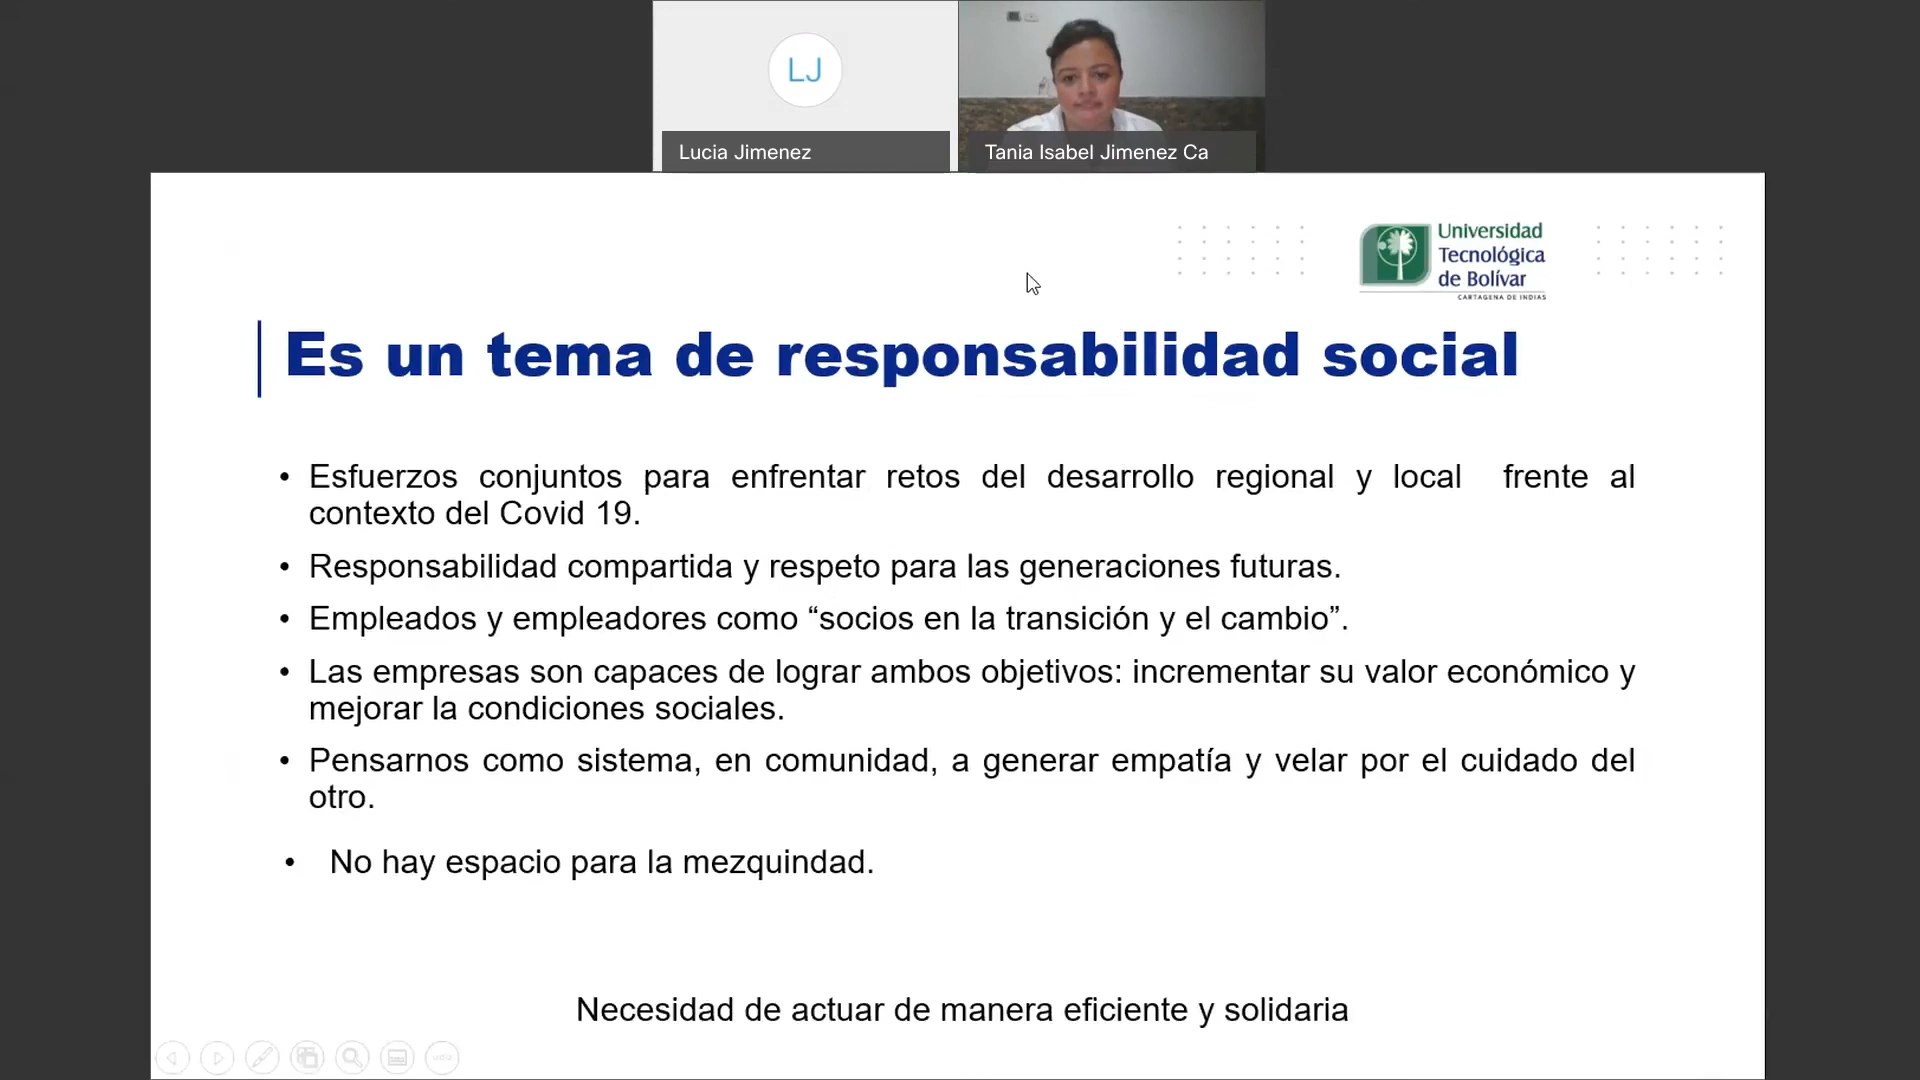 LJ
Lucia Jimenez
Tania Isabel Jimenez Ca
Universidad
Tecnológica
de Bolívar
CARTAGENA DE INDIAS
Es un tema de responsabilidad social
• Esfuerzos conjuntos para enfrentar retos del desarrollo regional y local frente al
contexto del Covid 19.
• Responsabilidad compartida y respeto para las generaciones futuras.
• Empleados y empleadores como “socios en la transición y el cambio”.
• Las empresas son capaces de lograr ambos objetivos: incrementar su valor económico y
mejorar la condiciones sociales.
• Pensarnos como sistema, en comunidad, a generar empatía y velar por el cuidado del
otro.
• No hay espacio para la mezquindad.
Necesidad de actuar de manera eficiente y solidaria